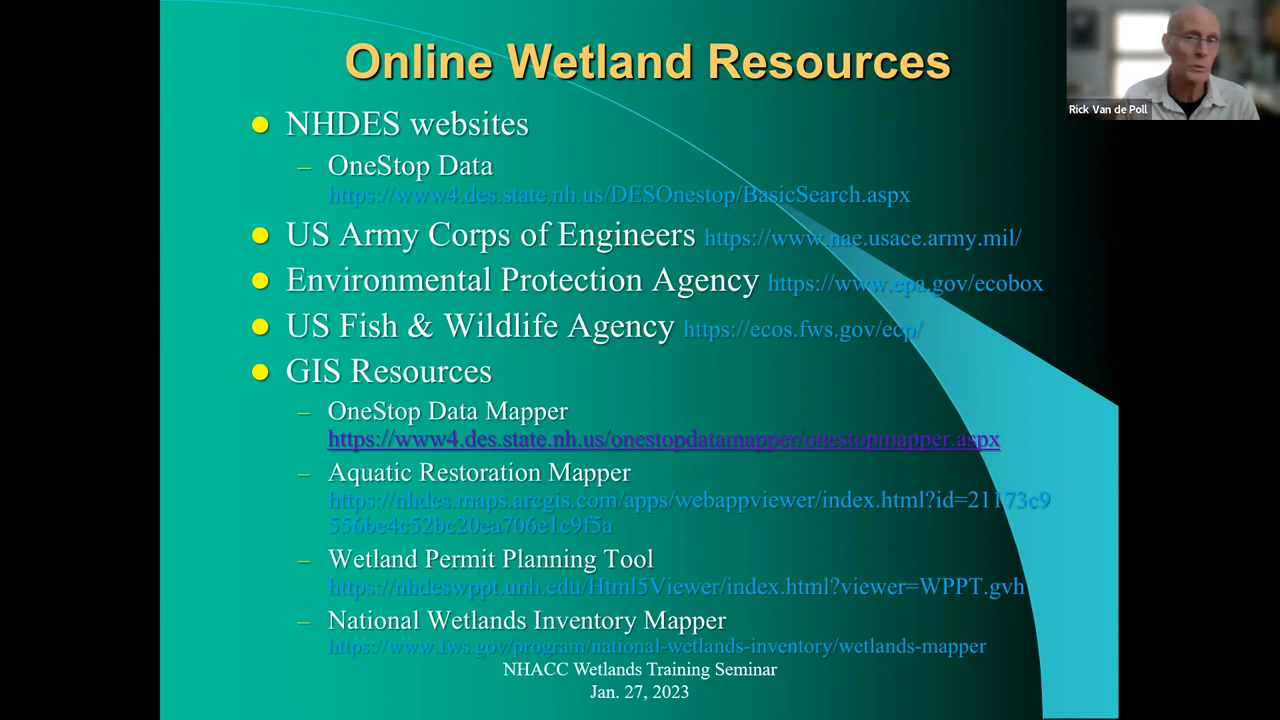 Online Wetland Resources
Rick Van de Poll
NHDES websites
– OneStop Data
https://www4.des.state.nh.us/DESOnestop/BasicSearch.aspx
US Army Corps of Engineers https://www.nae.usace.army.mil/
Environmental Protection Agency https://www.epa.gov/ecobox
US Fish & Wildlife Agency https://ecos.fws.gov/ecp/
GIS Resources
– OneStop Data Mapper
https://www4.des.state.nh.us/onestopdatamapper/onestopmapper.aspx
– Aquatic Restoration Mapper
https://nhdes.maps.arcgis.com/apps/webappviewer/index.html?id=21173c9
556be4c52bc20ea706e1c9f5a
– Wetland Permit Planning Tool
https://nhdeswppt.unh.edu/Html5Viewer/index.html?viewer=WPPT.gvh
– National Wetlands Inventory Mapper
https://www.fws.gov/program/national-wetlands-inventory/wetlands-mapper
NHACC Wetlands Training Seminar
Jan. 27, 2023